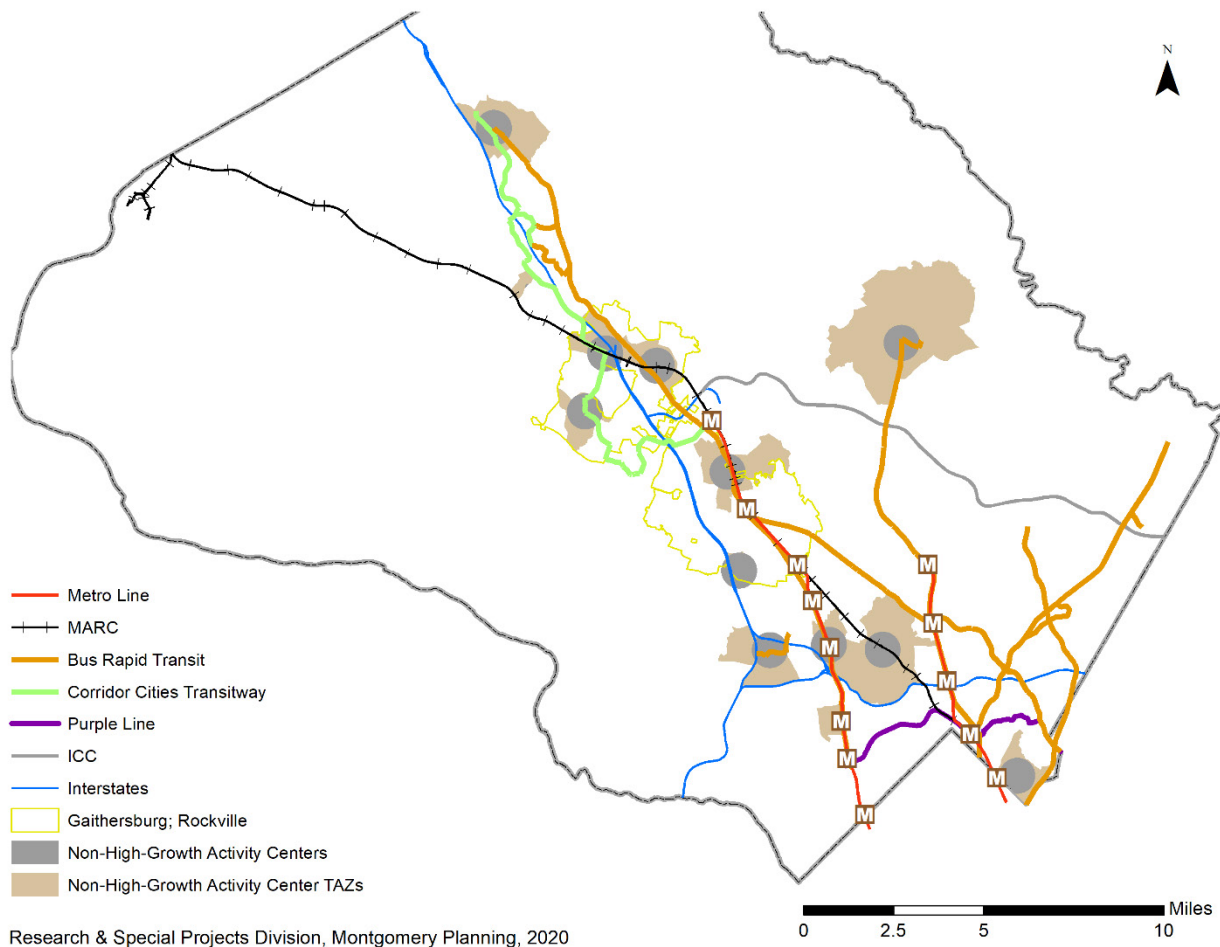 N
M
M
M
M
M
M
M
M
M
M
M
M
M
M
Metro Line
MARC
Bus Rapid Transit
Corridor Cities Transitway
Purple Line
ICC
Interstates
Gaithersburg; Rockville
Non-High-Growth Activity Centers
Non-High-Growth Activity Center TAZs
Miles
0 2.5 5 10
Research & Special Projects Division, Montgomery Planning, 2020